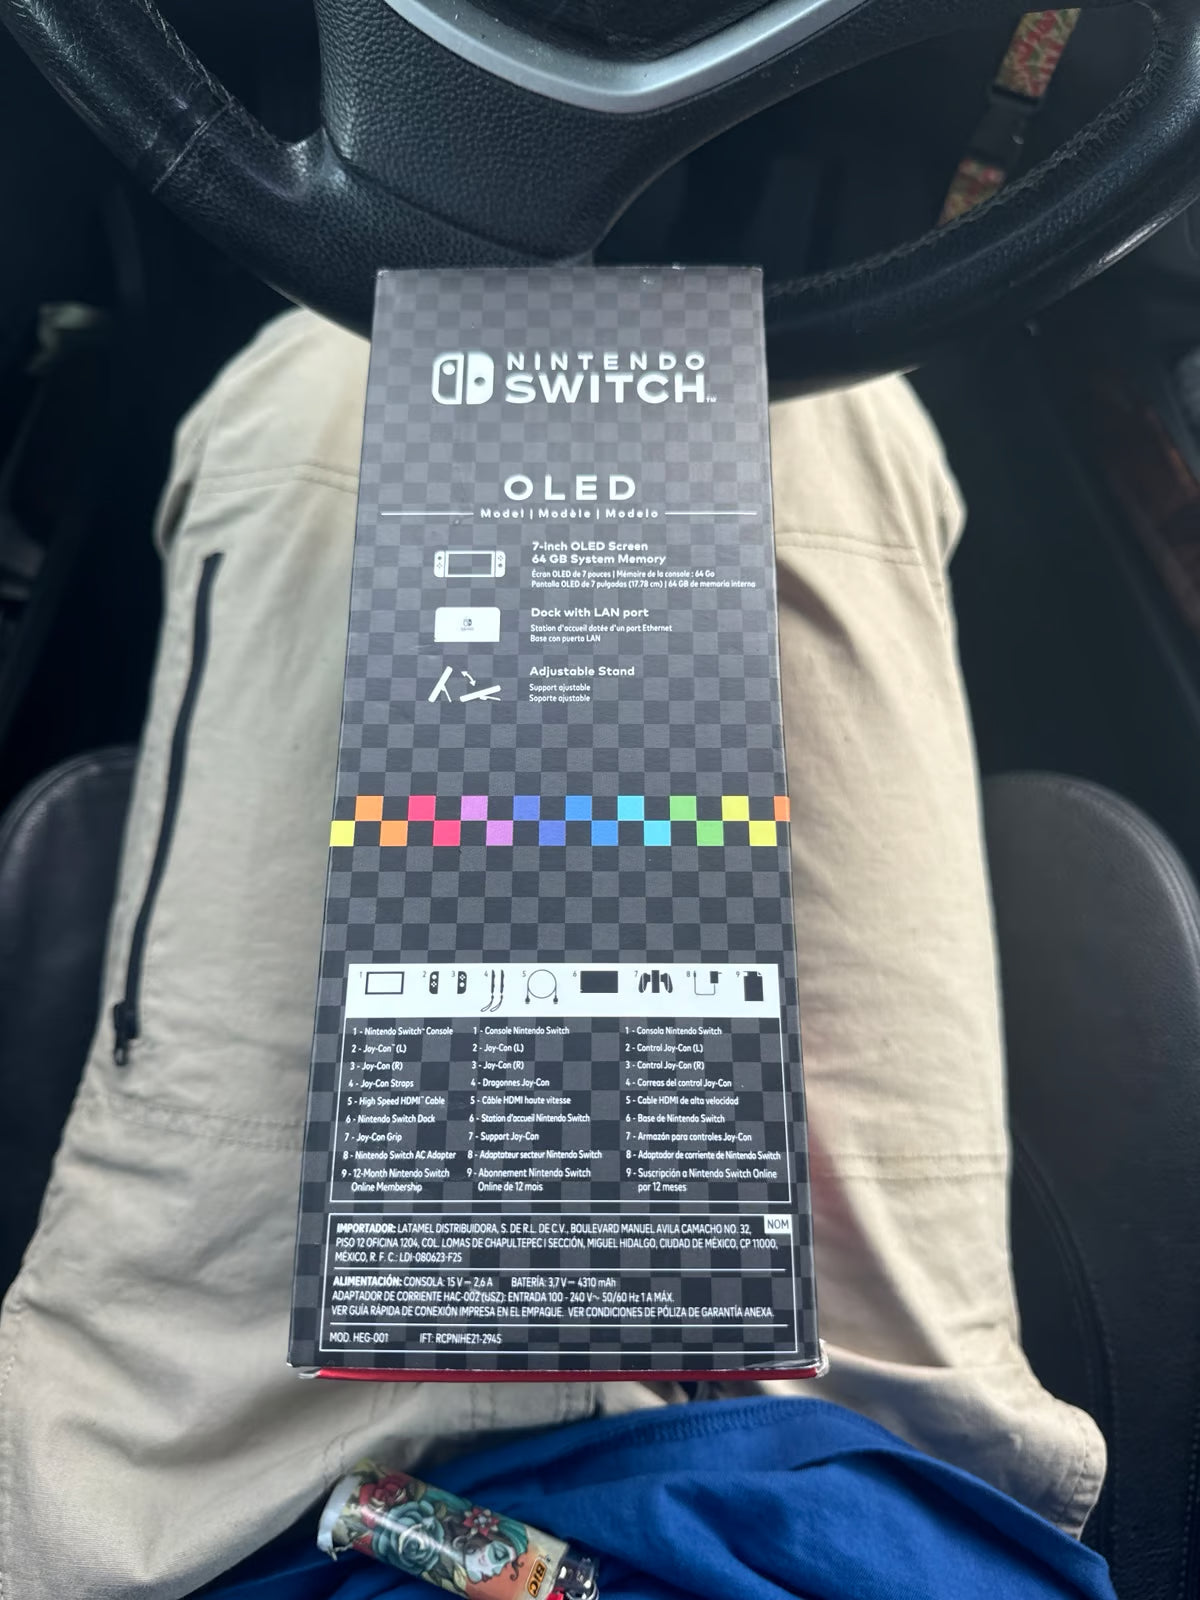 NINTENDO
SWITCH™
OLED
Model | Modèle | Modelo
7-inch OLED Screen
64 GB System Memory
Écran OLED de 7 pouces | Mémoire de la console : 64 Go
Pantalla OLED de 7 pulgadas (17.78 cm) | 64 GB de memoria interna
Dock with LAN port
Station d'accueil dotée d'un port Ethernet
Base con puerto LAN
Adjustable Stand
Support ajustable
Soporte ajustable
1 2 3 4 5 6 7 8 9
1 - Nintendo Switch™ Console
2 - Joy-Con™ (L)
3 - Joy-Con (R)
4 - Joy-Con Straps
5 - High Speed HDMI™ Cable
6 - Nintendo Switch Dock
7 - Joy-Con Grip
8 - Nintendo Switch AC Adapter
9 - 12-Month Nintendo Switch
Online Membership
1 - Console Nintendo Switch
2 - Joy-Con (L)
3 - Joy-Con (R)
4 - Dragonnes Joy-Con
5 - Câble HDMI haute vitesse
6 - Station d'accueil Nintendo Switch
7 - Support Joy-Con
8 - Adaptateur secteur Nintendo Switch
9 - Abonnement Nintendo Switch
Online de 12 mois
1 - Consola Nintendo Switch
2 - Control Joy-Con (L)
3 - Control Joy-Con (R)
4 - Correas del control Joy-Con
5 - Cable HDMI de alta velocidad
6 - Base de Nintendo Switch
7 - Armazón para controles Joy-Con
8 - Adaptador de corriente de Nintendo Switch
9 - Suscripción a Nintendo Switch Online
por 12 meses
IMPORTADOR: LATAMEL DISTRIBUIDORA, S. DE R.L. DE C.V., BOULEVARD MANUEL AVILA CAMACHO NO. 32, NOM
PISO 12 OFICINA 1204, COL. LOMAS DE CHAPULTEPEC I SECCIÓN, MIGUEL HIDALGO, CIUDAD DE MÉXICO, CP 11000,
MÉXICO, R. F. C.: LDI-080623-F25
ALIMENTACIÓN: CONSOLA: 15 V ⎓ 2,6 A BATERÍA: 3,7 V ⎓ 4310 mAh
ADAPTADOR DE CORRIENTE HAC-002 (USZ): ENTRADA 100 - 240 V~ 50/60 Hz 1 A MÁX.
VER GUÍA RÁPIDA DE CONEXIÓN IMPRESA EN EL EMPAQUE. VER CONDICIONES DE PÓLIZA DE GARANTÍA ANEXA.
MOD. HEG-001 IFT: RCPNIHE21-2945
BIC